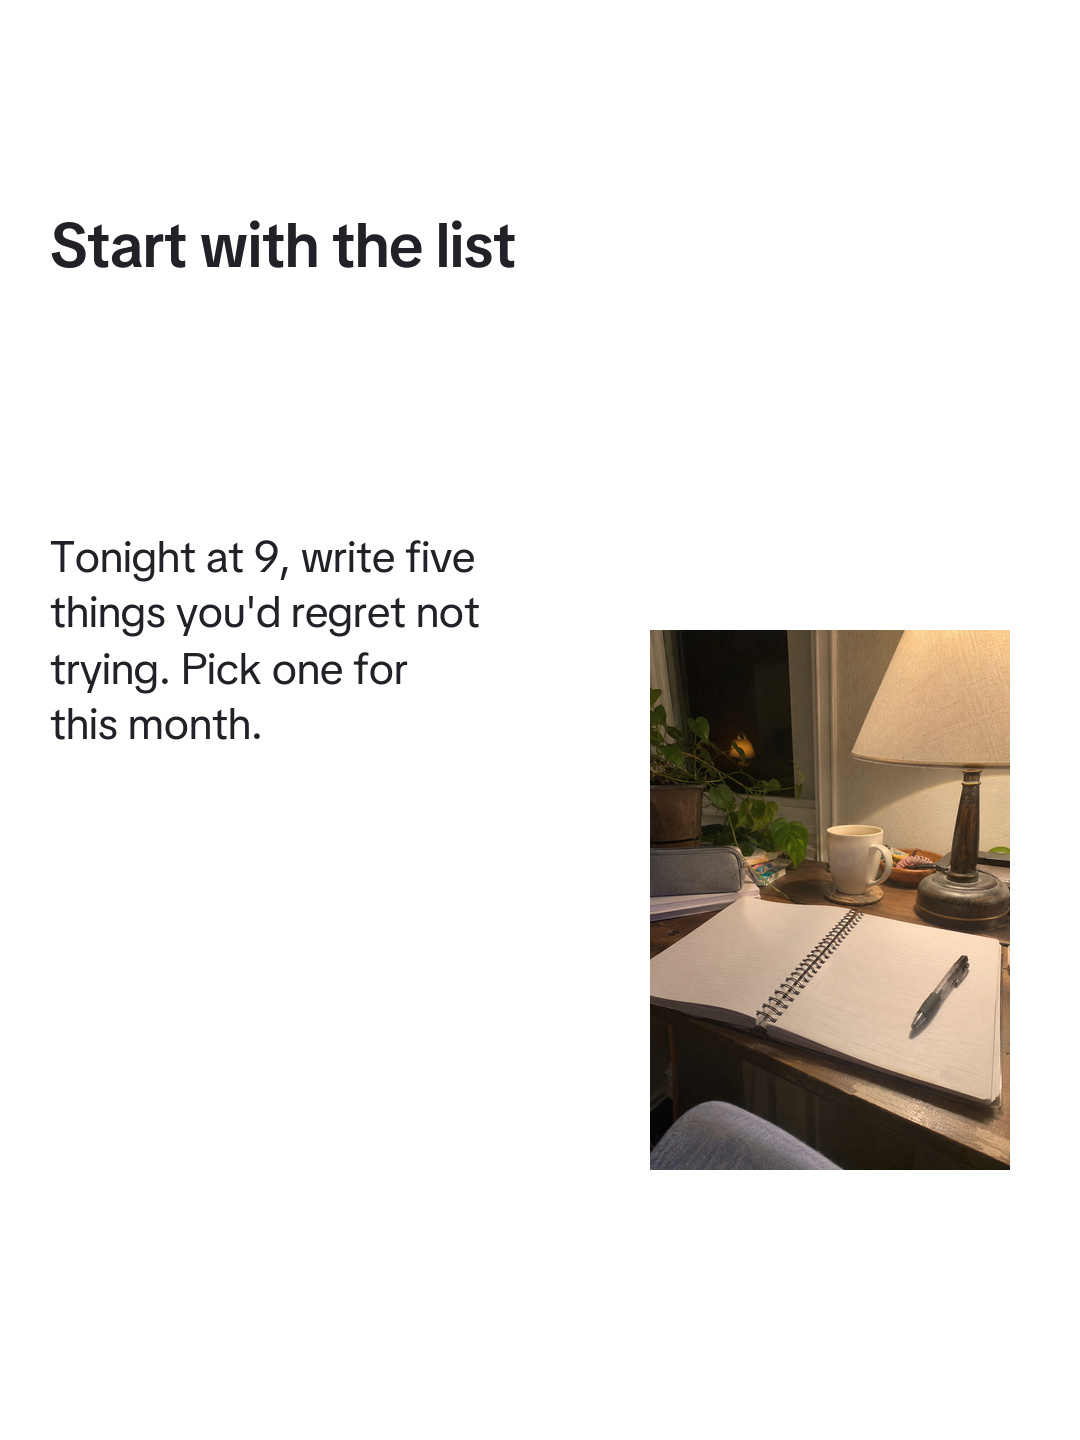 Start with the list
Tonight at 9, write five
things you'd regret not
trying. Pick one for
this month.